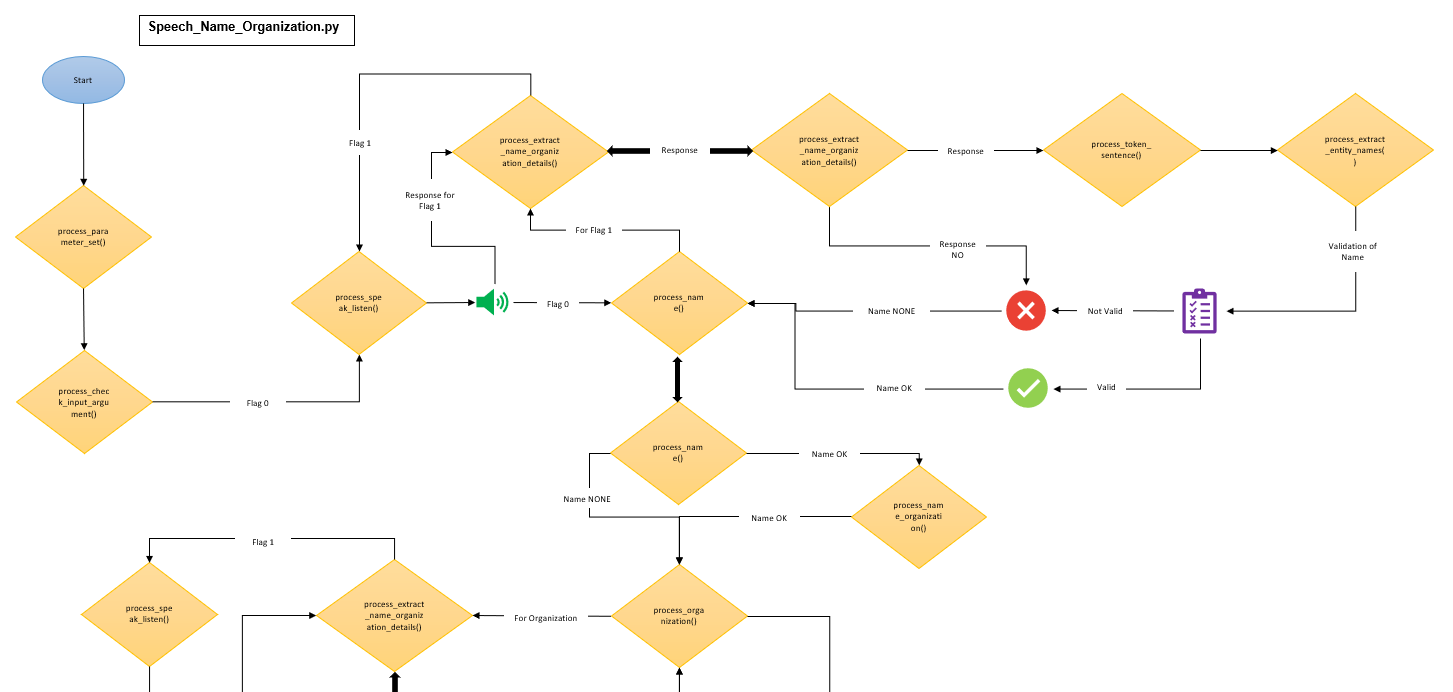 Speech_Name_Organization.py
Start
process_para
meter_set()
process_chec
k_input_argu
ment()
Flag 0
Flag 1
process_spe
ak_listen()
Response for
Flag 1
Flag 0
process_extract
_name_organiz
ation_details()
For Flag 1
process_nam
e()
Response
process_extract
_name_organiz
ation_details()
Response
process_token_
sentence()
process_extract
_entity_names(
)
Response
NO
Validation of
Name
Name NONE
Not Valid
Name OK
Valid
process_nam
e()
Name OK
Name NONE
process_nam
e_organizati
on()
Name OK
Flag 1
process_spe
ak_listen()
process_extract
_name_organiz
ation_details()
For Organization
process_orga
nization()